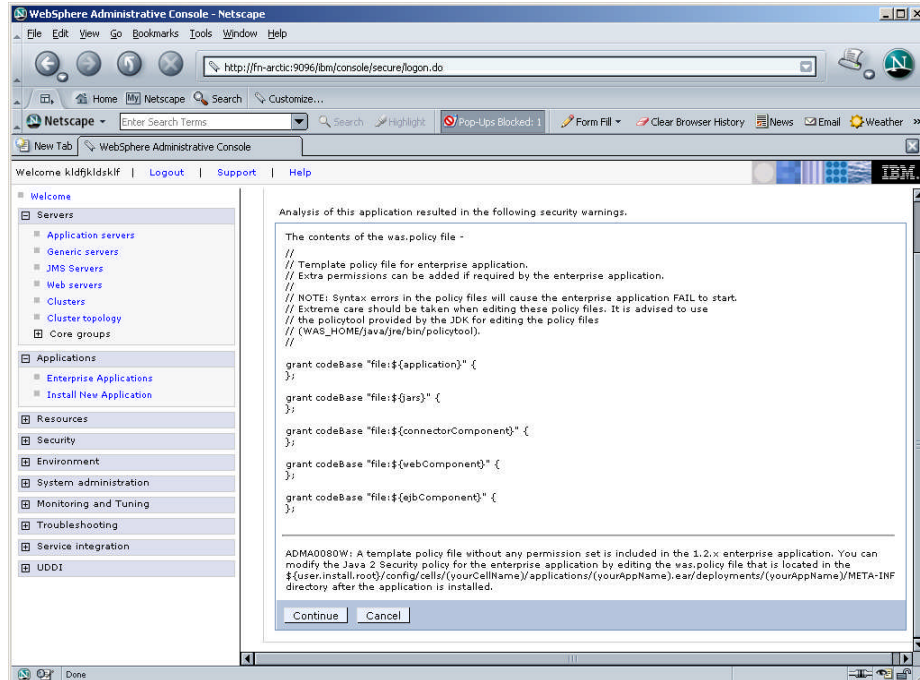 WebSphere Administrative Console - Netscape
File Edit View Go Bookmarks Tools Window Help
http://fn-arctic:9096/ibm/console/secure/logon.do
Home My Netscape Search Customize...
Netscape Enter Search Terms Search Highlight Pop-Ups Blocked: 1 Form Fill Clear Browser History News Email Weather »
New Tab WebSphere Administrative Console
Welcome kldfjkldsklf | Logout | Support | Help
IBM.
Welcome
Servers
Application servers
Generic servers
JMS Servers
Web servers
Clusters
Cluster topology
Core groups
Applications
Enterprise Applications
Install New Application
Resources
Security
Environment
System administration
Monitoring and Tuning
Troubleshooting
Service integration
UDDI
Analysis of this application resulted in the following security warnings.
The contents of the was.policy file -
//
// Template policy file for enterprise application.
// Extra permissions can be added if required by the enterprise application.
//
// NOTE: Syntax errors in the policy files will cause the enterprise application FAIL to start.
// Extreme care should be taken when editing these policy files. It is advised to use
// the policytool provided by the JDK for editing the policy files
// (WAS_HOME/java/jre/bin/policytool).
//
grant codeBase "file:${application}" {
};
grant codeBase "file:${jars}" {
};
grant codeBase "file:${connectorComponent}" {
};
grant codeBase "file:${webComponent}" {
};
grant codeBase "file:${ejbComponent}" {
};
ADMA0080W: A template policy file without any permission set is included in the 1.2.x enterprise application. You can
modify the Java 2 Security policy for the enterprise application by editing the was.policy file that is located in the
${user.install.root}/config/cells/(yourCellName)/applications/(yourAppName).ear/deployments/(yourAppName)/META-INF
directory after the application is installed.
Continue Cancel
Done